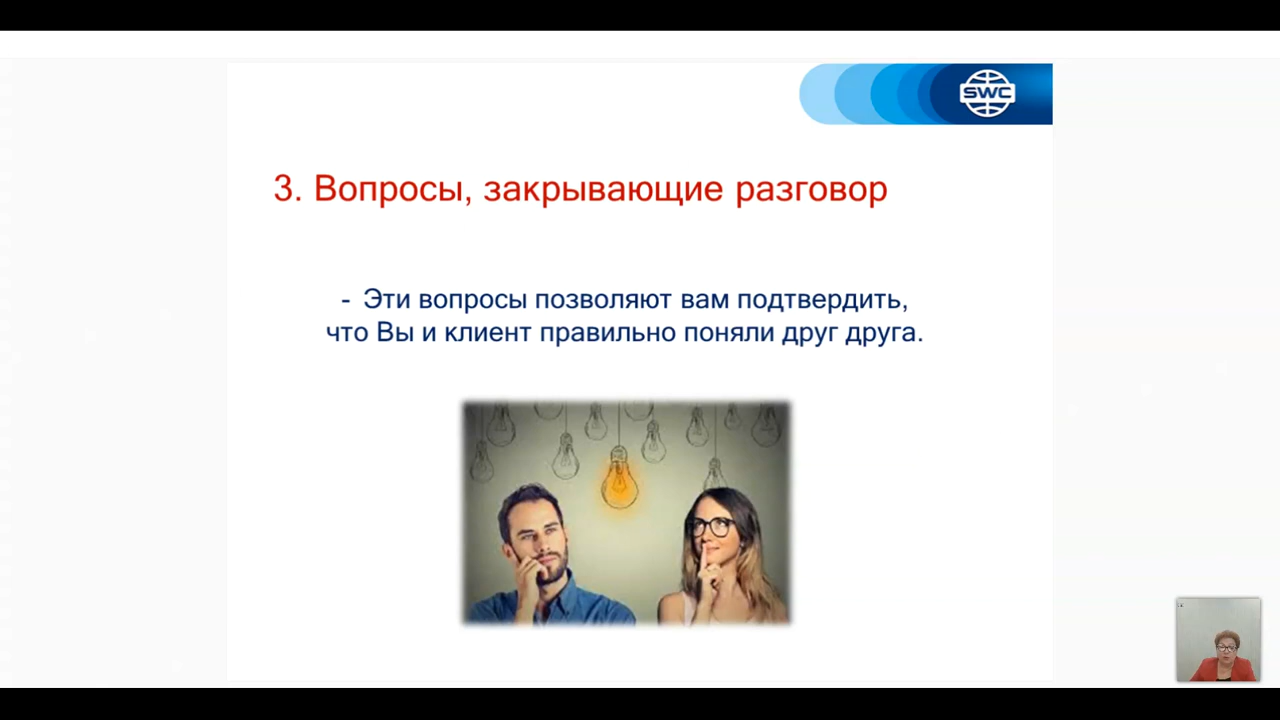 SWC
3. Вопросы, закрывающие разговор
- Эти вопросы позволяют вам подтвердить,
что Вы и клиент правильно поняли друг друга.